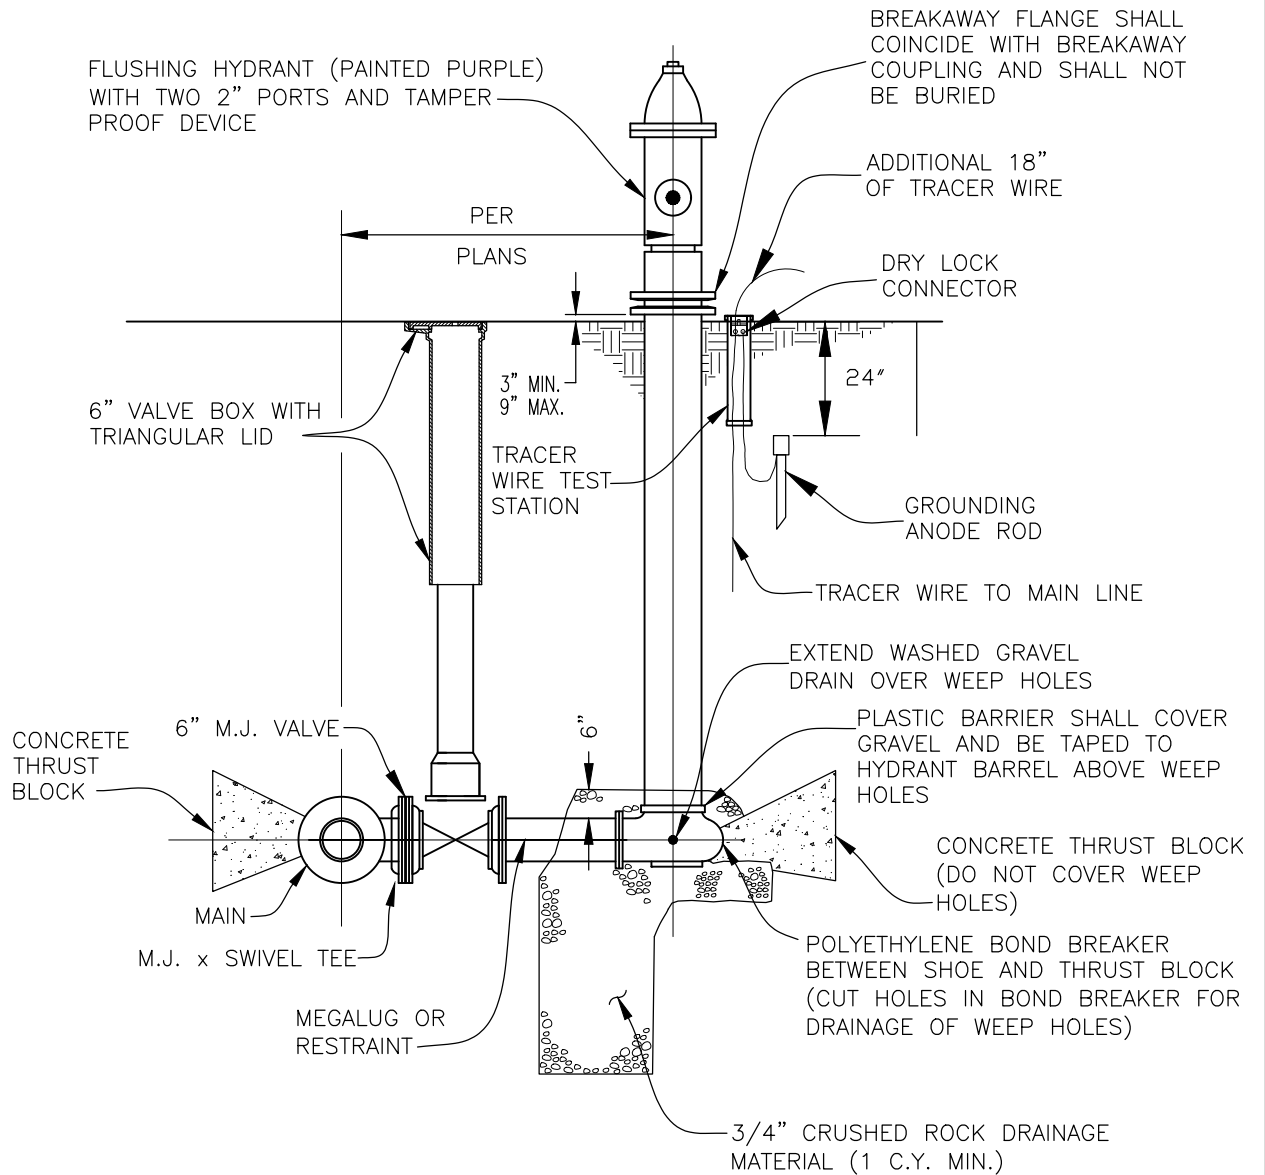 BREAKAWAY FLANGE SHALL
COINCIDE WITH BREAKAWAY
COUPLING AND SHALL NOT
BE BURIED
FLUSHING HYDRANT (PAINTED PURPLE)
WITH TWO 2" PORTS AND TAMPER
PROOF DEVICE
ADDITIONAL 18"
OF TRACER WIRE
PER
PLANS
DRY LOCK
CONNECTOR
3" MIN.
9" MAX.
24"
6" VALVE BOX WITH
TRIANGULAR LID
TRACER
WIRE TEST
STATION
GROUNDING
ANODE ROD
TRACER WIRE TO MAIN LINE
EXTEND WASHED GRAVEL
DRAIN OVER WEEP HOLES
6"
6" M.J. VALVE
PLASTIC BARRIER SHALL COVER
GRAVEL AND BE TAPED TO
HYDRANT BARREL ABOVE WEEP
HOLES
CONCRETE
THRUST
BLOCK
CONCRETE THRUST BLOCK
(DO NOT COVER WEEP
HOLES)
MAIN
M.J. x SWIVEL TEE
POLYETHYLENE BOND BREAKER
BETWEEN SHOE AND THRUST BLOCK
(CUT HOLES IN BOND BREAKER FOR
DRAINAGE OF WEEP HOLES)
MEGALUG OR
RESTRAINT
3/4" CRUSHED ROCK DRAINAGE
MATERIAL (1 C.Y. MIN.)